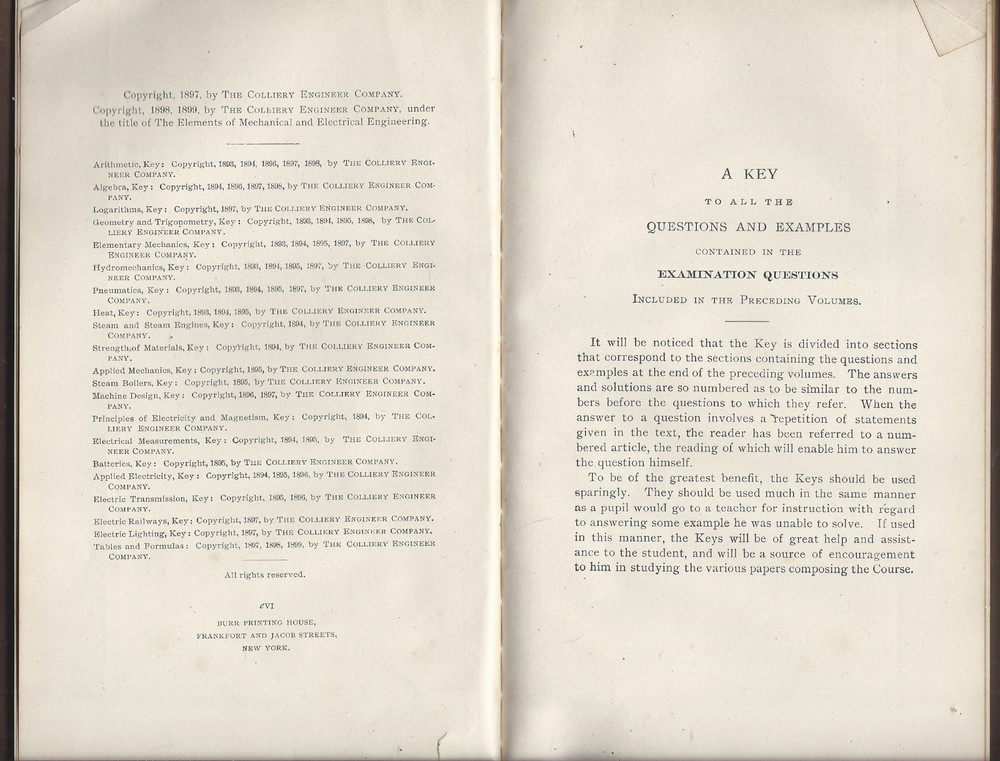 Copyright, 1897, by THE COLLIERY ENGINEER COMPANY.
Copyright, 1898, 1899, by THE COLLIERY ENGINEER COMPANY, under
the title of The Elements of Mechanical and Electrical Engineering.
Arithmetic, Key: Copyright, 1893, 1894, 1896, 1897, 1898, by THE COLLIERY ENGI-
NEER COMPANY.
Algebra, Key: Copyright, 1894, 1896, 1897, 1898, by THE COLLIERY ENGINEER COM-
PANY.
Logarithms, Key: Copyright, 1897, by THE COLLIERY ENGINEER COMPANY.
Geometry and Trigonometry, Key: Copyright, 1893, 1894, 1895, 1898, by THE COL-
LIERY ENGINEER COMPANY.
Elementary Mechanics, Key: Copyright, 1893, 1894, 1895, 1897, by THE COLLIERY
ENGINEER COMPANY.
Hydromechanics, Key: Copyright, 1893, 1894, 1895, 1897, by THE COLLIERY ENGI-
NEER COMPANY.
Pneumatics, Key: Copyright, 1893, 1894, 1895, 1897, by THE COLLIERY ENGINEER
COMPANY.
Heat, Key: Copyright, 1893, 1894, 1895, by THE COLLIERY ENGINEER COMPANY.
Steam and Steam Engines, Key: Copyright, 1894, by THE COLLIERY ENGINEER
COMPANY.
Strength of Materials, Key: Copyright, 1894, by THE COLLIERY ENGINEER COM-
PANY.
Applied Mechanics, Key: Copyright, 1895, by THE COLLIERY ENGINEER COMPANY.
Steam Boilers, Key: Copyright, 1895, by THE COLLIERY ENGINEER COMPANY.
Machine Design, Key: Copyright, 1896, 1897, by THE COLLIERY ENGINEER COM-
PANY.
Principles of Electricity and Magnetism, Key: Copyright, 1894, by THE COL-
LIERY ENGINEER COMPANY.
Electrical Measurements, Key: Copyright, 1894, 1895, by THE COLLIERY ENGI-
NEER COMPANY.
Batteries, Key: Copyright, 1895, by THE COLLIERY ENGINEER COMPANY.
Applied Electricity, Key: Copyright, 1894, 1895, 1896, by THE COLLIERY ENGINEER
COMPANY.
Electric Transmission, Key: Copyright, 1895, 1896, by THE COLLIERY ENGINEER
COMPANY.
Electric Railways, Key: Copyright, 1897, by THE COLLIERY ENGINEER COMPANY.
Electric Lighting, Key: Copyright, 1897, by THE COLLIERY ENGINEER COMPANY.
Tables and Formulas: Copyright, 1897, 1898, 1899, by THE COLLIERY ENGINEER
COMPANY.
All rights reserved.
BURR PRINTING HOUSE,
FRANKFORT AND JACOB STREETS,
NEW YORK.
A KEY
TO ALL THE
QUESTIONS AND EXAMPLES
CONTAINED IN THE
EXAMINATION QUESTIONS
INCLUDED IN THE PRECEDING VOLUMES.
It will be noticed that the Key is divided into sections
that correspond to the sections containing the questions and
examples at the end of the preceding volumes. The answers
and solutions are so numbered as to be similar to the num-
bers before the questions to which they refer. When the
answer to a question involves a repetition of statements
given in the text, the reader has been referred to a num-
bered article, the reading of which will enable him to answer
the question himself.
To be of the greatest benefit, the Keys should be used
sparingly. They should be used much in the same manner
as a pupil would go to a teacher for instruction with regard
to answering some example he was unable to solve. If used
in this manner, the Keys will be of great help and assist-
ance to the student, and will be a source of encouragement
to him in studying the various papers composing the Course.